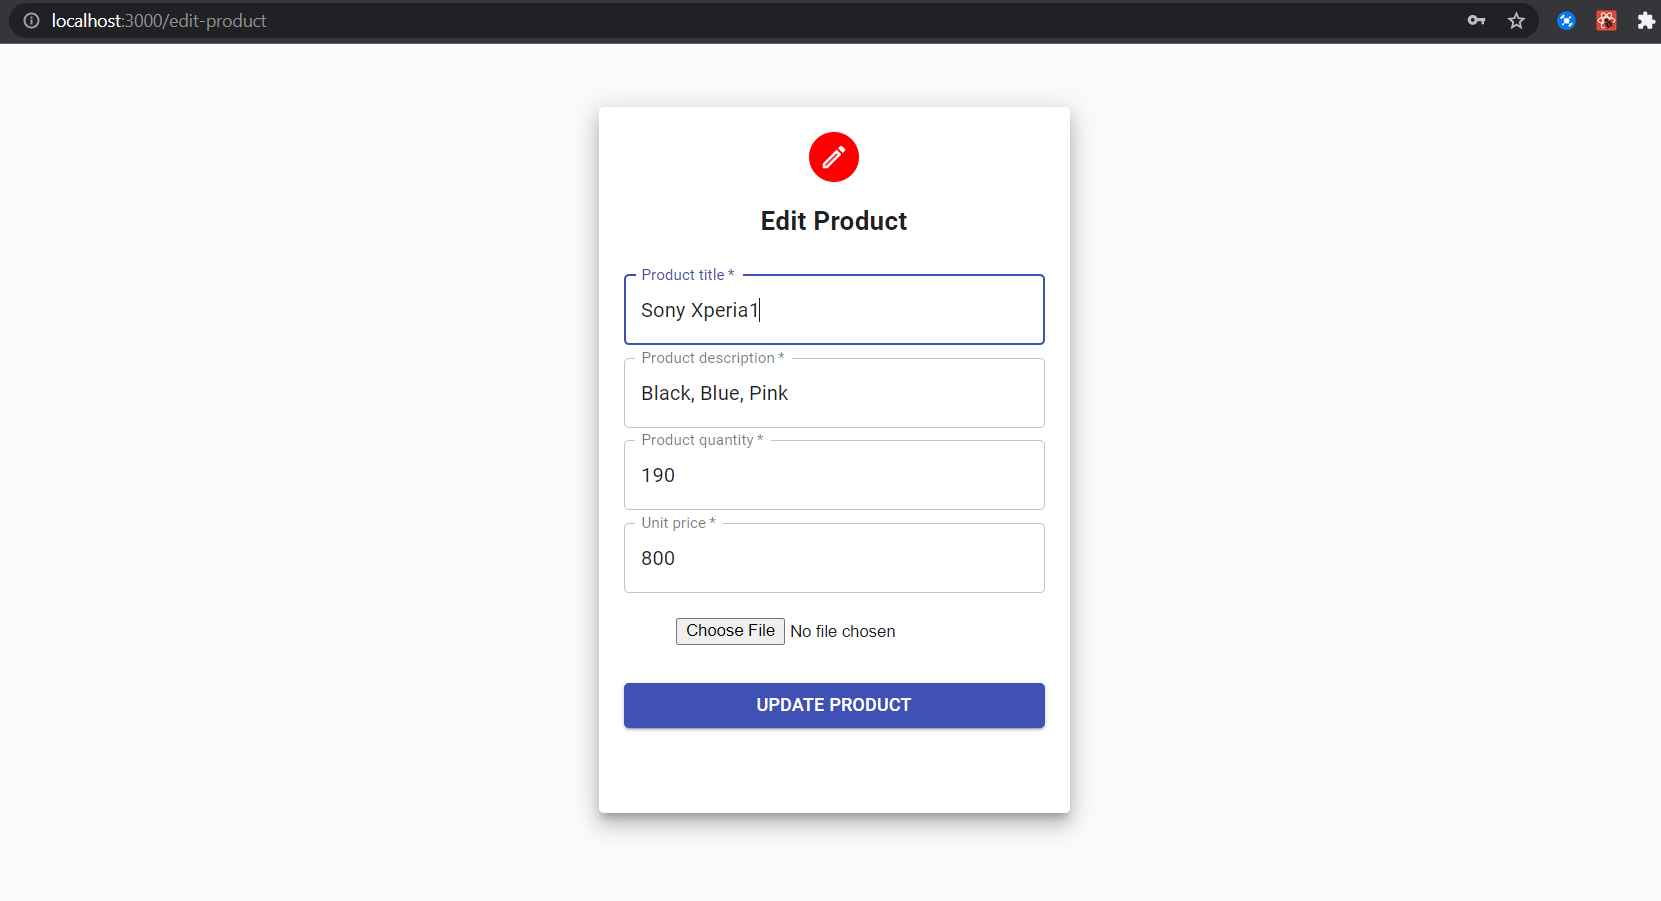 localhost:3000/edit-product
Edit Product
Product title *
Sony Xperia1
Product description *
Black, Blue, Pink
Product quantity *
190
Unit price *
800
Choose File No file chosen
UPDATE PRODUCT